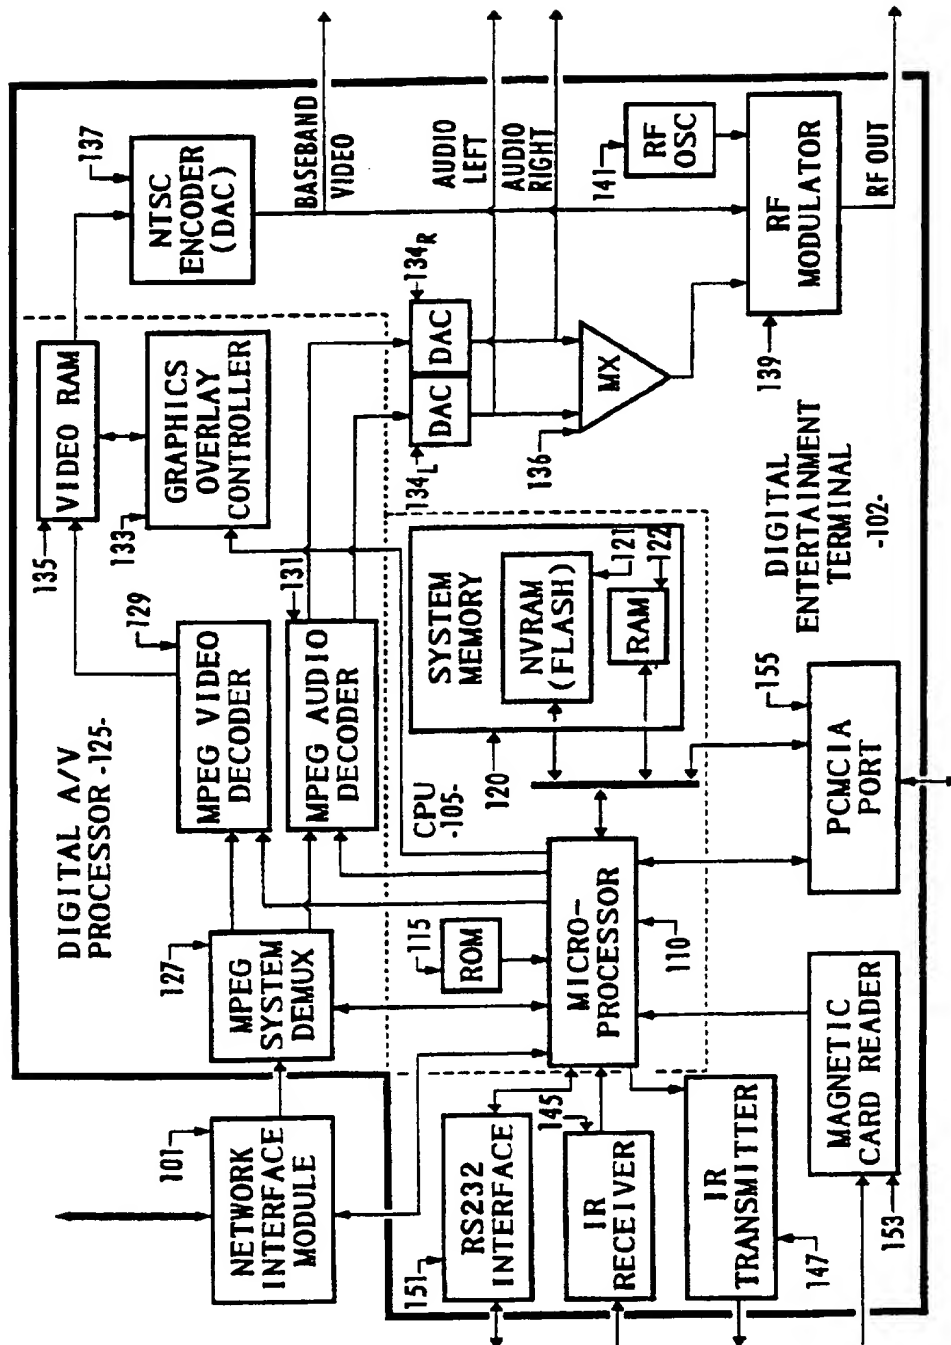 DIGITAL A/V
PROCESSOR -125-
101
NETWORK
INTERFACE
MODULE
127
MPEG
SYSTEM
DEMUX
129
MPEG VIDEO
DECODER
131
MPEG AUDIO
DECODER
135
VIDEO RAM
133
GRAPHICS
OVERLAY
CONTROLLER
137
NTSC
ENCODER
(DAC)
BASEBAND
VIDEO
AUDIO
LEFT
AUDIO
RIGHT
134L
DAC
DAC
134R
136
MX
141
RF
OSC
139
RF
MODULATOR
RF OUT
CPU
-105-
115
ROM
MICRO-
PROCESSOR
110
120
SYSTEM
MEMORY
NVRAM
(FLASH)
121
RAM
122
151
RS232
INTERFACE
145
IR
RECEIVER
IR
TRANSMITTER
147
MAGNETIC
CARD READER
153
PCMCIA
PORT
155
DIGITAL
ENTERTAINMENT
TERMINAL
-102-